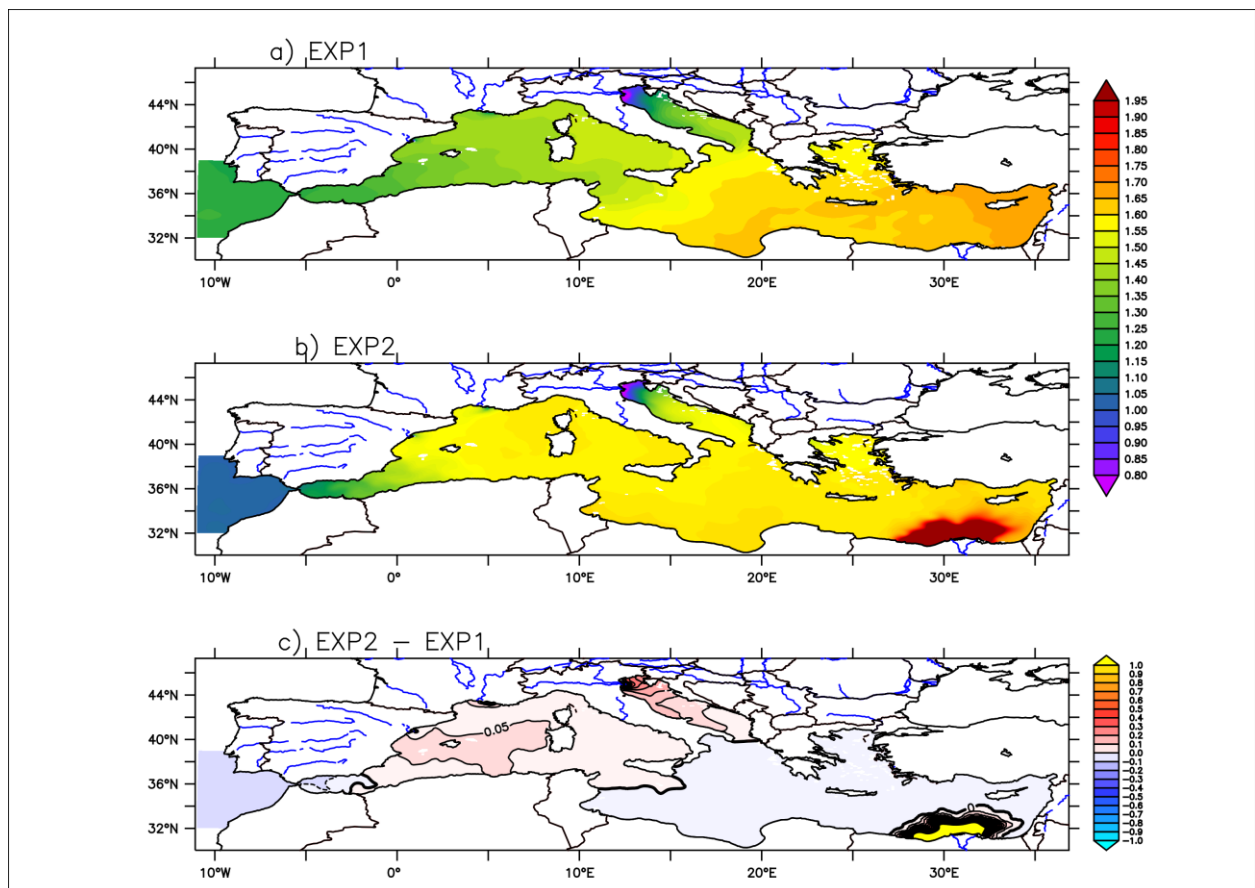 a) EXP1
44°N
40°N
36°N
32°N
10°W 0° 10°E 20°E 30°E
1.95
1.90
1.85
1.80
1.75
1.70
1.65
1.60
1.55
1.50
1.45
1.40
1.35
1.30
1.25
1.20
1.15
1.10
1.05
1.00
0.95
0.90
0.85
0.80
b) EXP2
44°N
40°N
36°N
32°N
10°W 0° 10°E 20°E 30°E
c) EXP2 − EXP1
44°N
40°N
36°N
32°N
0.05
0
10°W 0° 10°E 20°E 30°E
1.0
0.9
0.8
0.7
0.6
0.5
0.4
0.3
0.2
0.1
0.0
−0.1
−0.2
−0.3
−0.4
−0.5
−0.6
−0.7
−0.8
−0.9
−1.0